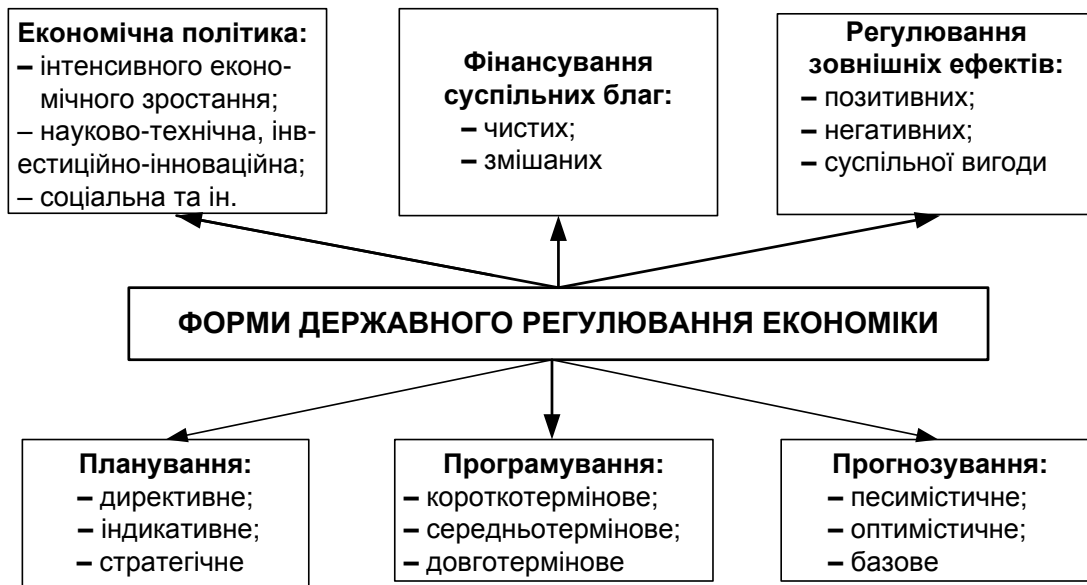 Економічна політика:
– інтенсивного еконо-
мічного зростання;
– науково-технічна, інв-
естиційно-інноваційна;
– соціальна та ін.
Фінансування
суспільних благ:
– чистих;
– змішаних
Регулювання
зовнішніх ефектів:
– позитивних;
– негативних;
– суспільної вигоди
ФОРМИ ДЕРЖАВНОГО РЕГУЛЮВАННЯ ЕКОНОМІКИ
Планування:
– директивне;
– індикативне;
– стратегічне
Програмування:
– короткотермінове;
– середньотермінове;
– довготермінове
Прогнозування:
– песимістичне;
– оптимістичне;
– базове